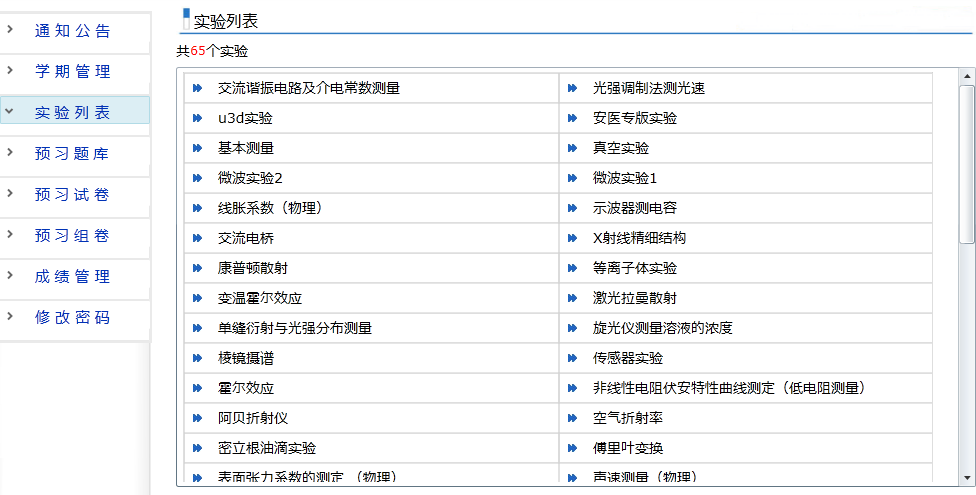 通知公告
学期管理
实验列表
预习题库
预习试卷
预习组卷
成绩管理
修改密码
实验列表
共65个实验
交流谐振电路及介电常数测量 光强调制法测光速
u3d实验 安医专版实验
基本测量 真空实验
微波实验2 微波实验1
线胀系数（物理） 示波器测电容
交流电桥 X射线精细结构
康普顿散射 等离子体实验
变温霍尔效应 激光拉曼散射
单缝衍射与光强分布测量 旋光仪测量溶液的浓度
棱镜摄谱 传感器实验
霍尔效应 非线性电阻伏安特性曲线测定（低电阻测量）
阿贝折射仪 空气折射率
密立根油滴实验 傅里叶变换
表面张力系数的测定 （物理） 声速测量（物理）